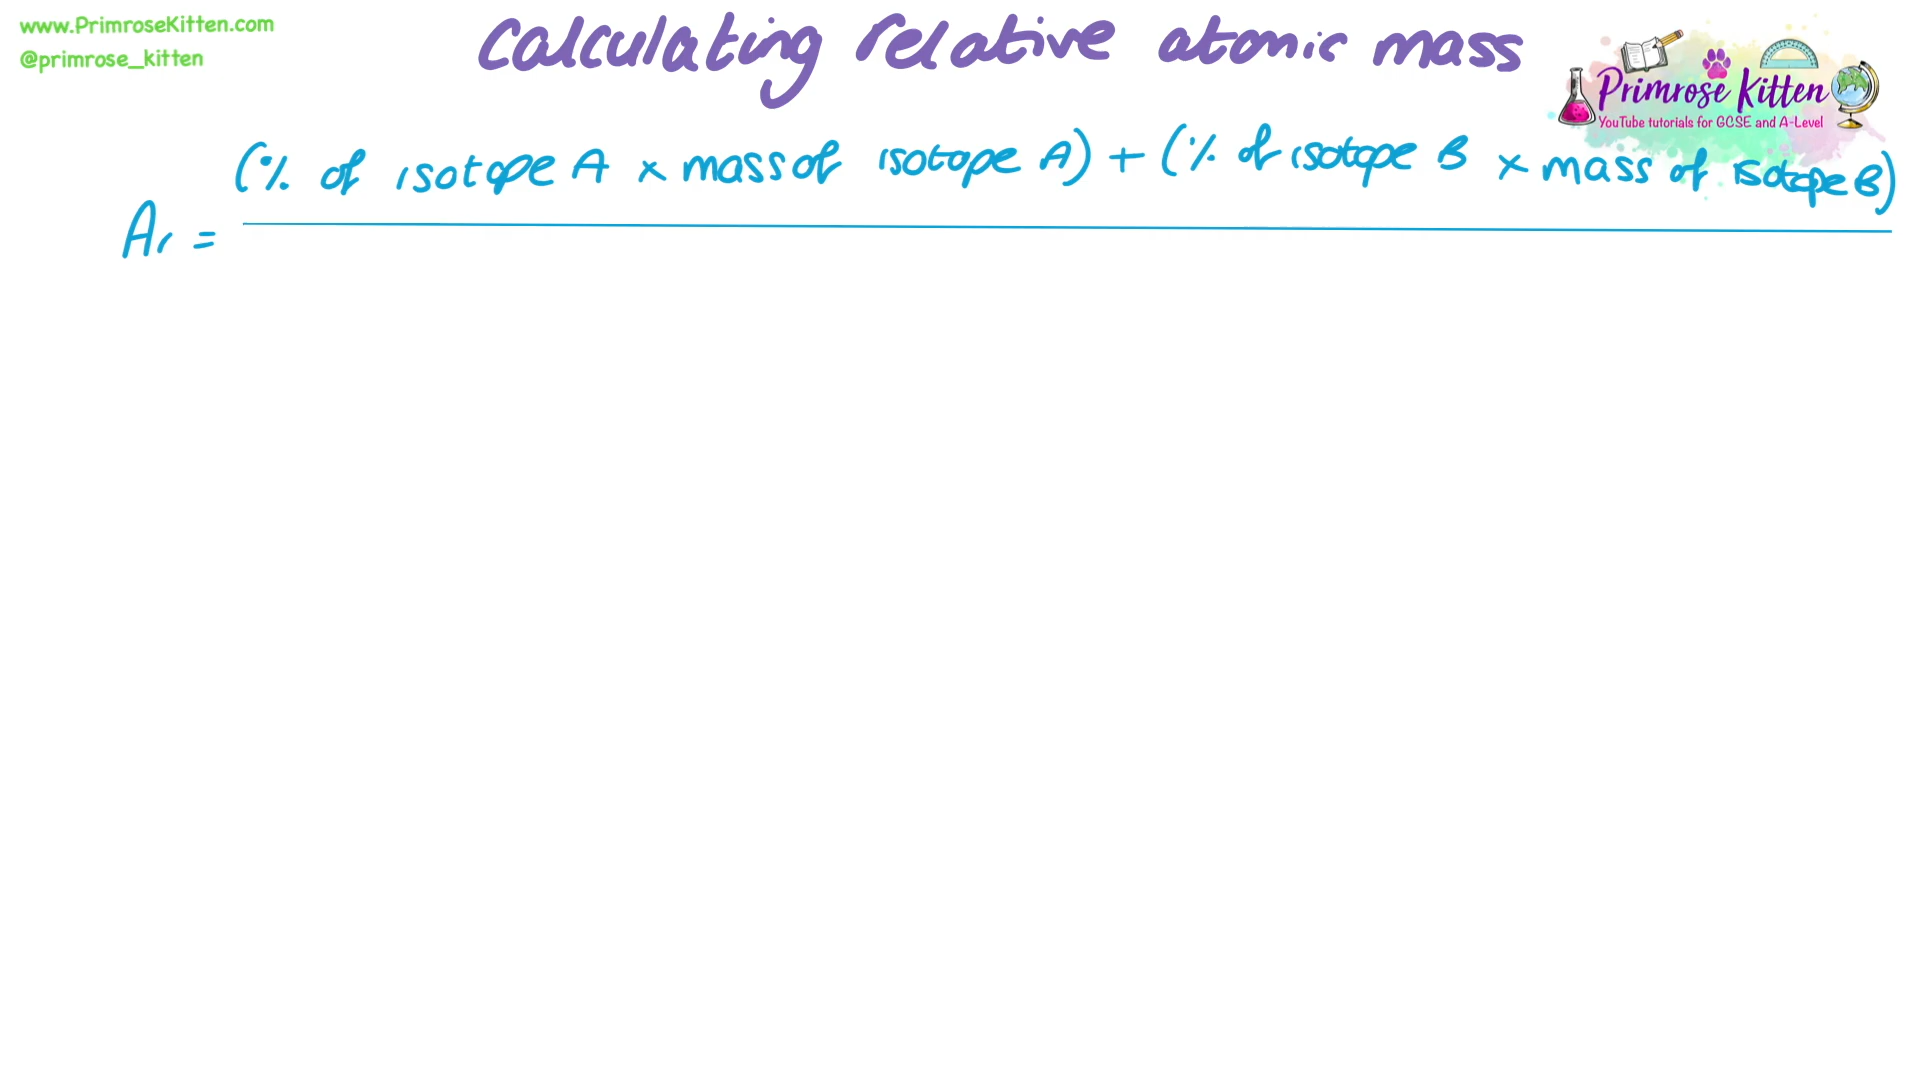 www.PrimroseKitten.com
@primrose_kitten
Calculating relative atomic mass
Primrose Kitten
YouTube tutorials for GCSE and A-Level
(% of isotope A x mass of isotope A) + (% of isotope B x mass of isotope B)
Ar =